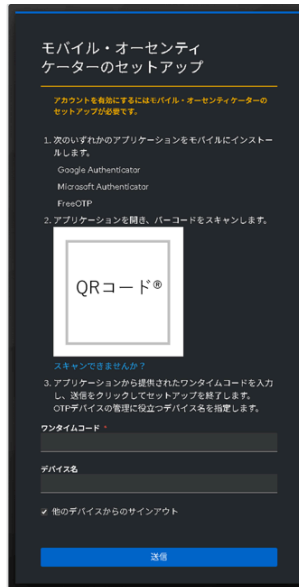 モバイル・オーセンティ
ケーターのセットアップ
アカウントを有効にするにはモバイル・オーセンティケーターの
セットアップが必要です。
1. 次のいずれかのアプリケーションをモバイルにインストー
ルします。
Google Authenticator
Microsoft Authenticator
FreeOTP
2. アプリケーションを開き、バーコードをスキャンします。
QRコード®
スキャンできませんか?
3. アプリケーションから提供されたワンタイムコードを入力
し、送信をクリックしてセットアップを終了します。
OTPデバイスの管理に役立つデバイス名を指定します。
ワンタイムコード *
デバイス名
他のデバイスからのサインアウト
送信